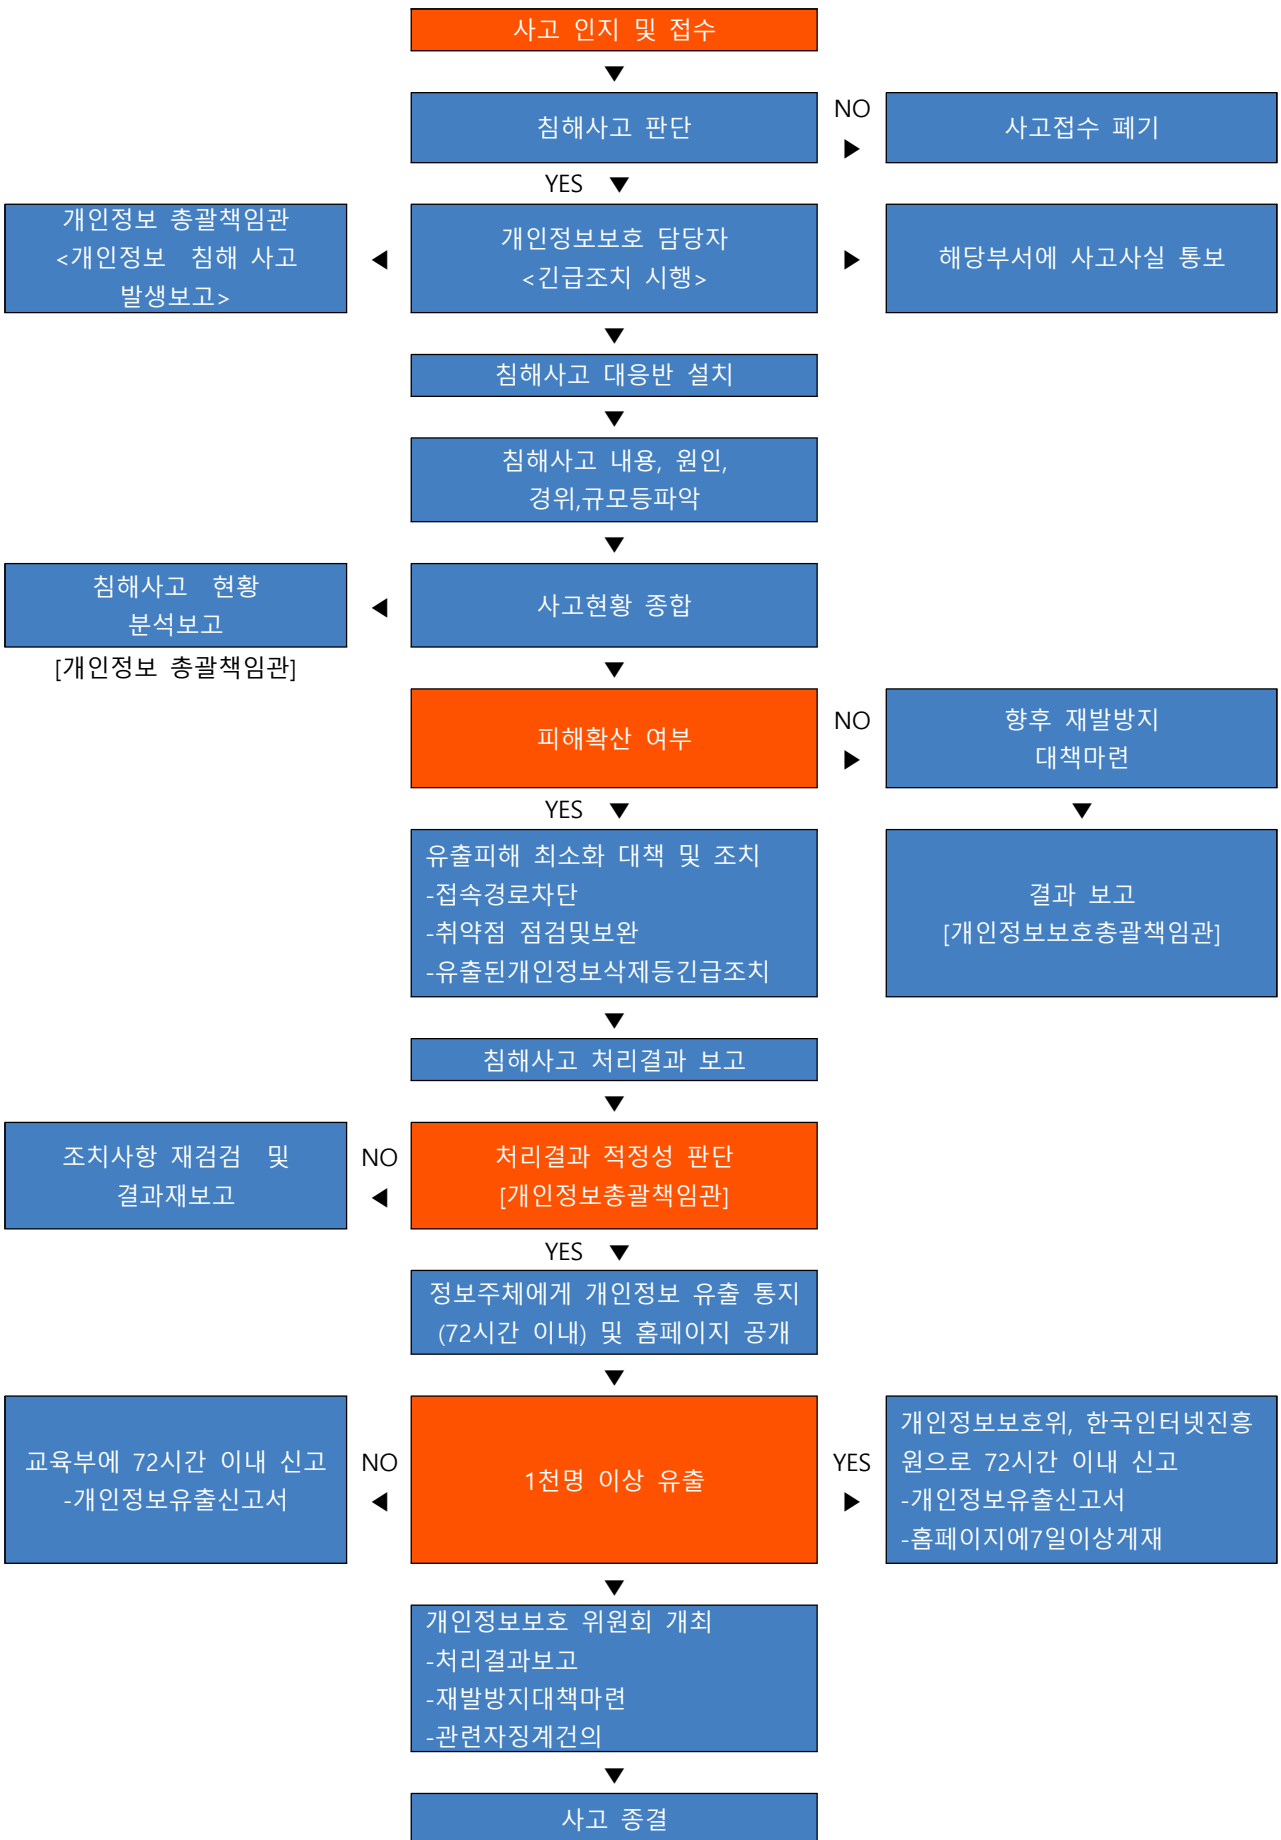 사고 인지 및 접수
침해사고 판단
NO
사고접수 폐기
YES
개인정보 총괄책임관
<개인정보 침해 사고
발생보고>
개인정보보호 담당자
<긴급조치 시행>
해당부서에 사고사실 통보
침해사고 대응반 설치
침해사고 내용, 원인,
경위,규모등파악
침해사고 현황
분석보고
[개인정보 총괄책임관]
사고현황 종합
피해확산 여부
NO
향후 재발방지
대책마련
YES
유출피해 최소화 대책 및 조치
-접속경로차단
-취약점 점검및보완
-유출된개인정보삭제등긴급조치
결과 보고
[개인정보보호총괄책임관]
침해사고 처리결과 보고
조치사항 재검검 및
결과재보고
NO
처리결과 적정성 판단
[개인정보총괄책임관]
YES
정보주체에게 개인정보 유출 통지
(72시간 이내) 및 홈페이지 공개
교육부에 72시간 이내 신고
-개인정보유출신고서
NO
1천명 이상 유출
YES
개인정보보호위, 한국인터넷진흥
원으로 72시간 이내 신고
-개인정보유출신고서
-홈페이지에7일이상게재
개인정보보호 위원회 개최
-처리결과보고
-재발방지대책마련
-관련자징계건의
사고 종결